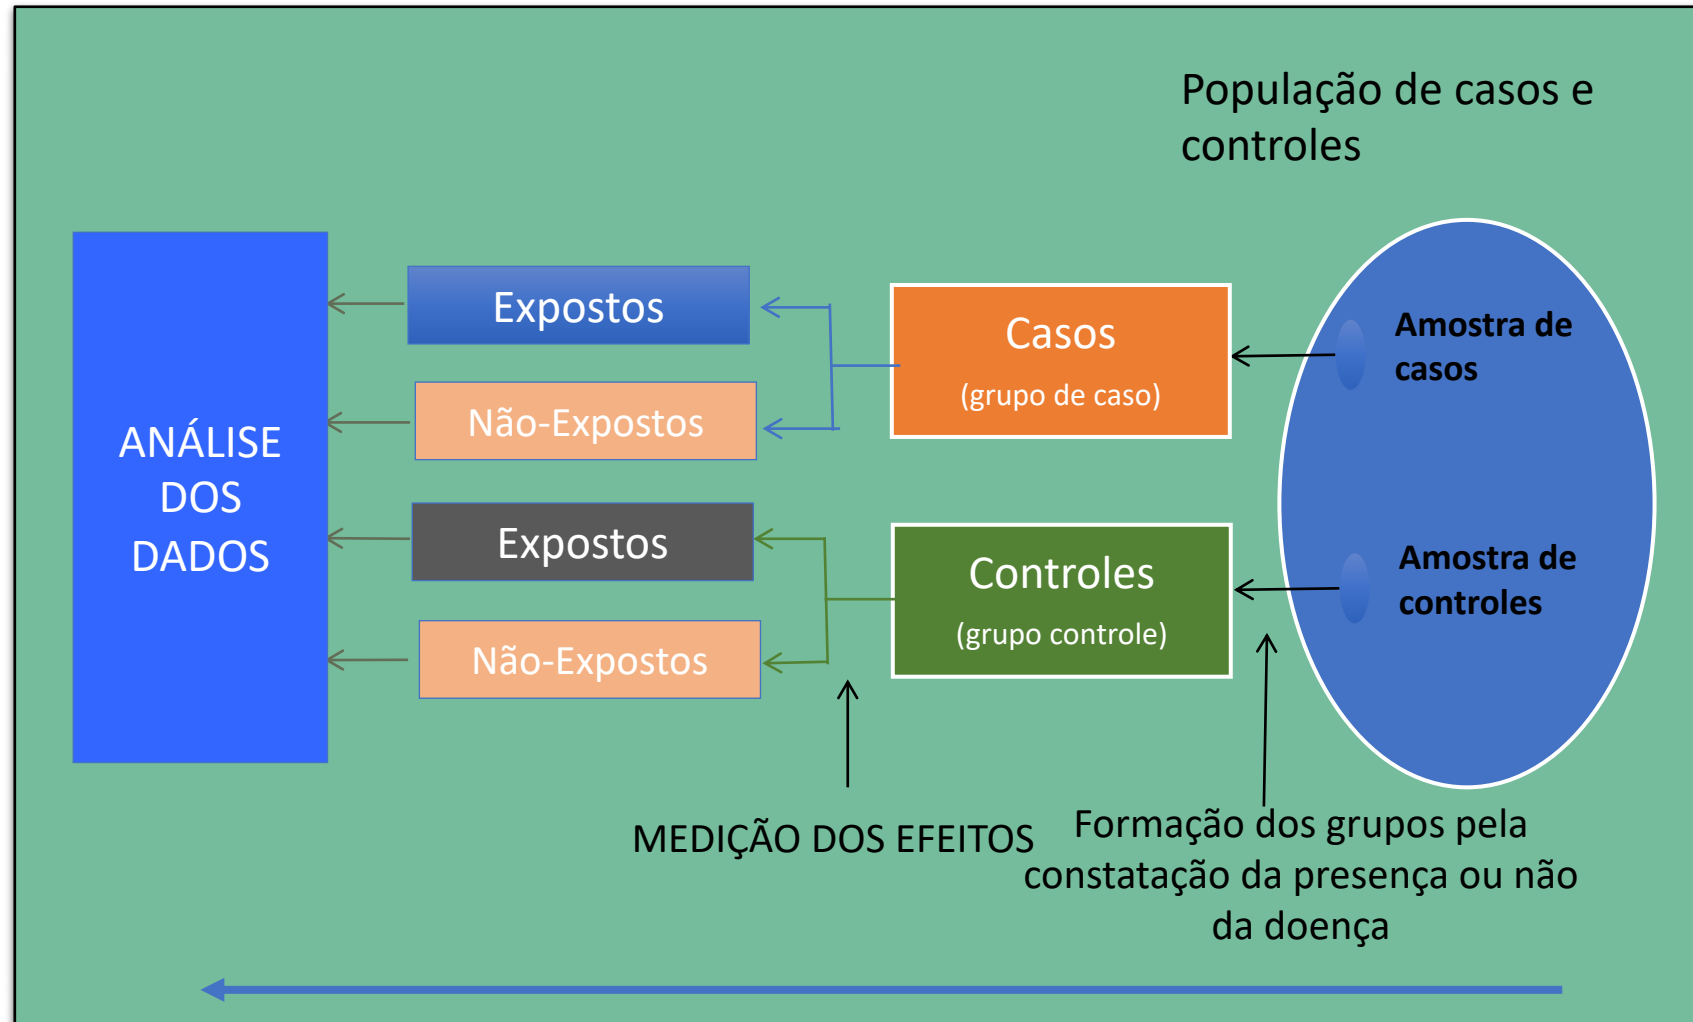 População de casos e
controles
ANÁLISE
DOS
DADOS
Expostos
Não-Expostos
Expostos
Não-Expostos
Casos
(grupo de caso)
Controles
(grupo controle)
Amostra de
casos
Amostra de
controles
MEDIÇÃO DOS EFEITOS
Formação dos grupos pela
constatação da presença ou não
da doença